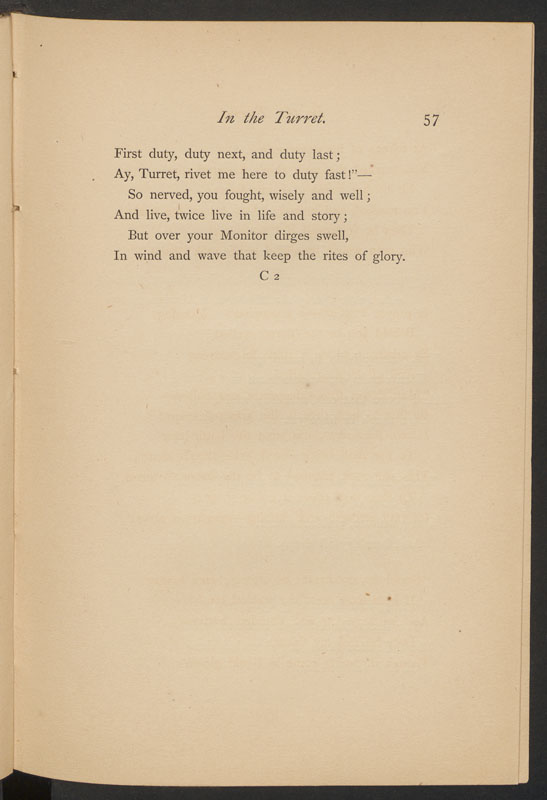 In the Turret. 57
First duty, duty next, and duty last ;
Ay, Turret, rivet me here to duty fast !"—
So nerved, you fought, wisely and well ;
And live, twice live in life and story ;
But over your Monitor dirges swell,
In wind and wave that keep the rites of glory.
C 2